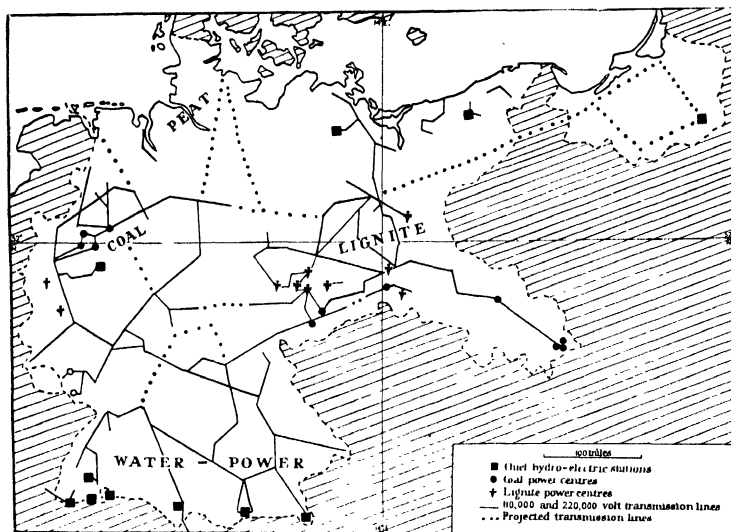 PEAT
COAL
LIGNITE
WATER - POWER
100 miles
Chief hydro-electric stations
Coal power centres
Lignite power centres
110,000 and 220,000 volt transmission lines
Projected transmission lines